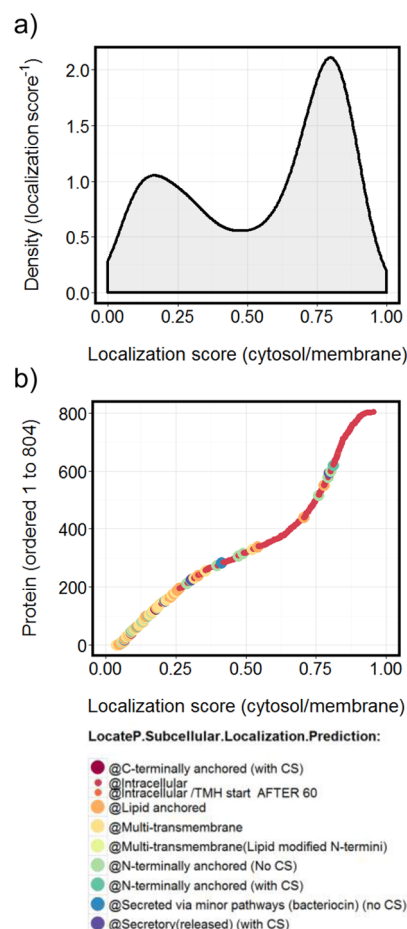 a)
Density (localization score-1)
2.0
1.5
1.0
0.5
0.0
0.00 0.25 0.50 0.75 1.00
Localization score (cytosol/membrane)
b)
Protein (ordered 1 to 804)
800
600
400
200
0
0.00 0.25 0.50 0.75 1.00
Localization score (cytosol/membrane)
LocateP.Subcellular.Localization.Prediction:
@C-terminally anchored (with CS)
@Intracellular
@Intracellular /TMH start AFTER 60
@Lipid anchored
@Multi-transmembrane
@Multi-transmembrane(Lipid modified N-termini)
@N-terminally anchored (No CS)
@N-terminally anchored (with CS)
@Secreted via minor pathways (bacteriocin) (no CS)
@Secretory(released) (with CS)